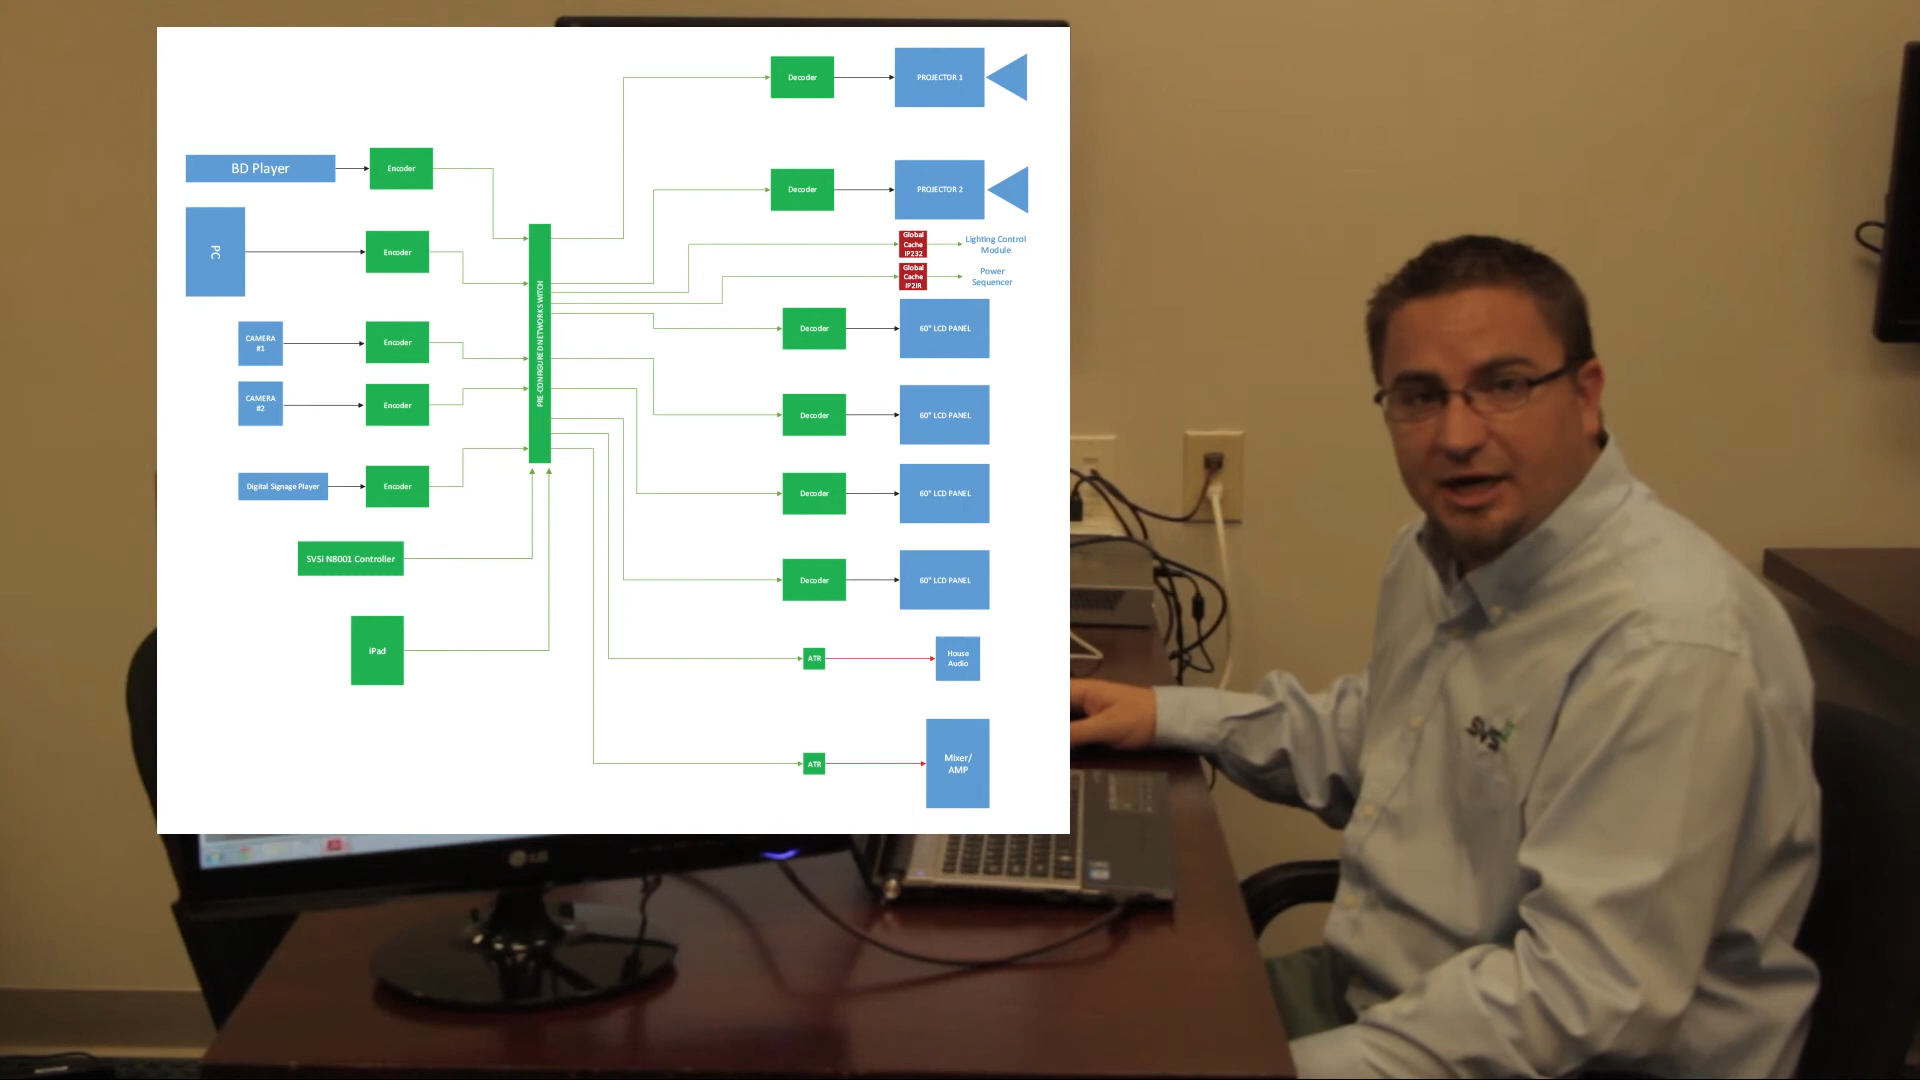 Decoder
PROJECTOR 1
BD Player
Encoder
Decoder
PROJECTOR 2
PC
Encoder
Global
Cache
IP232
Lighting Control
Module
Global
Cache
IP2IR
Power
Sequencer
PRE-CONFIGURED NETWORK SWITCH
CAMERA
#1
Encoder
Decoder
60" LCD PANEL
CAMERA
#2
Encoder
Decoder
60" LCD PANEL
Digital Signage Player
Encoder
Decoder
60" LCD PANEL
SVSi N8001 Controller
Decoder
60" LCD PANEL
iPad
ATR
House
Audio
ATR
Mixer/
AMP
SVSi
LG